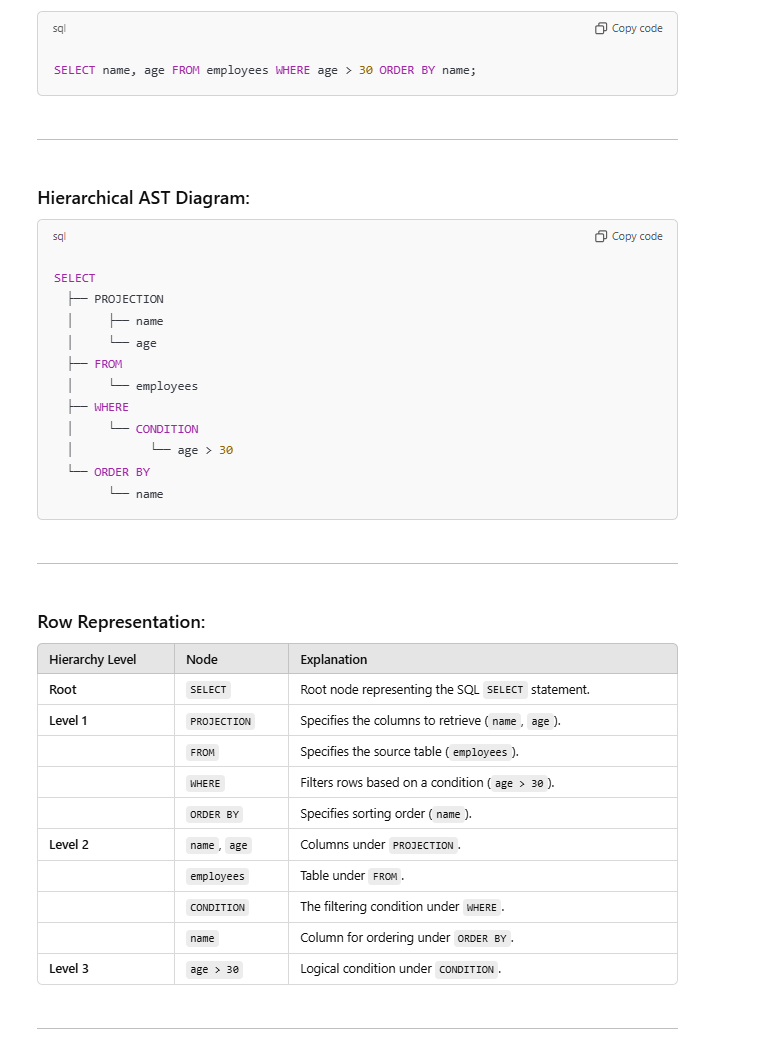 sql
Copy code
SELECT name, age FROM employees WHERE age > 30 ORDER BY name;
Hierarchical AST Diagram:
sql
Copy code
SELECT
├── PROJECTION
│   ├── name
│   └── age
├── FROM
│   └── employees
├── WHERE
│   └── CONDITION
│       └── age > 30
└── ORDER BY
    └── name
Row Representation:
Hierarchy Level Node Explanation
Root SELECT Root node representing the SQL SELECT statement.
Level 1 PROJECTION Specifies the columns to retrieve ( name , age ).
FROM Specifies the source table ( employees ).
WHERE Filters rows based on a condition ( age > 30 ).
ORDER BY Specifies sorting order ( name ).
Level 2 name , age Columns under PROJECTION .
employees Table under FROM .
CONDITION The filtering condition under WHERE .
name Column for ordering under ORDER BY .
Level 3 age > 30 Logical condition under CONDITION .